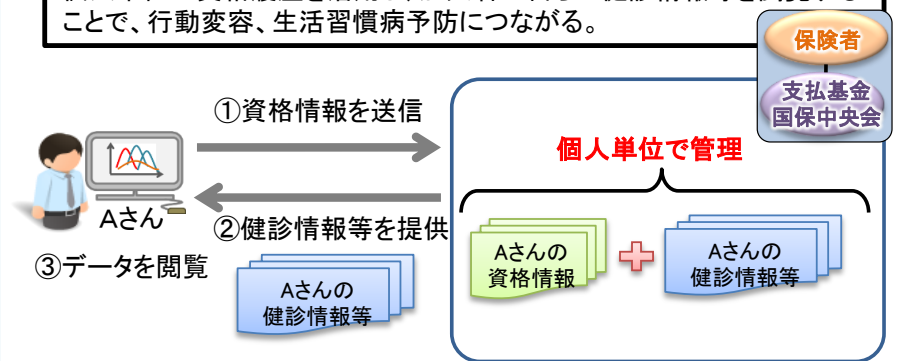 ことで、行動変容、生活習慣病予防につながる。
保険者
支払基金
国保中央会
①資格情報を送信
個人単位で管理
Aさん
②健診情報等を提供
③データを閲覧
Aさんの
健診情報等
Aさんの
資格情報
Aさんの
健診情報等